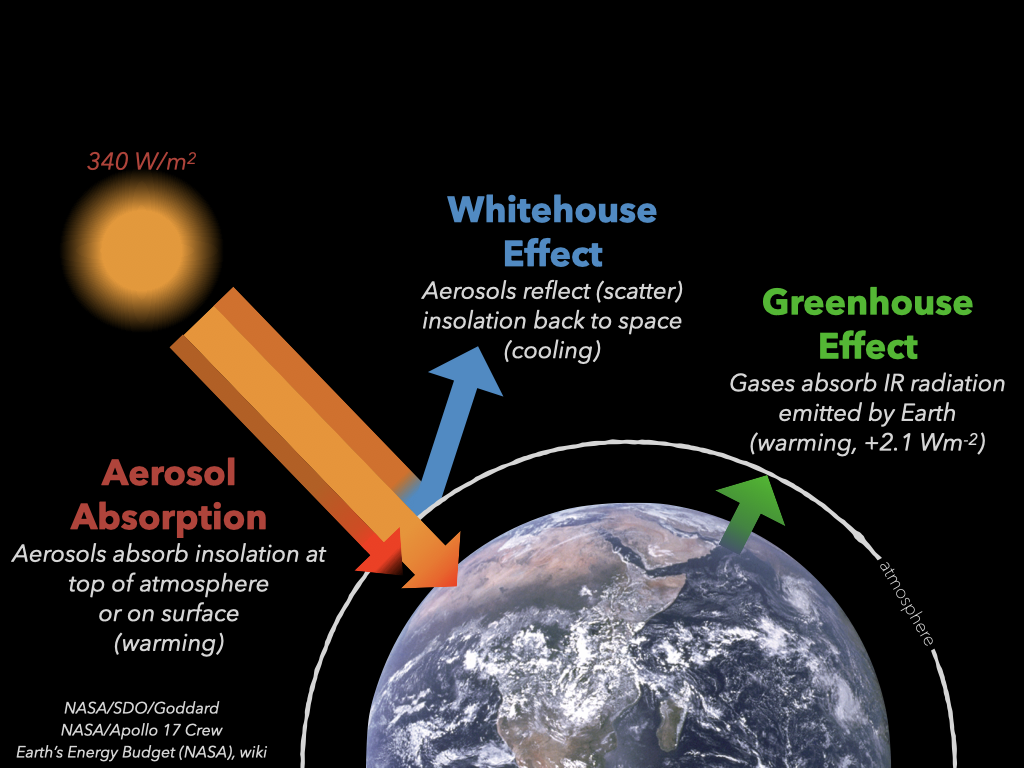 340 W/m²
Whitehouse
Effect
Aerosols reflect (scatter)
insolation back to space
(cooling)
Greenhouse
Effect
Gases absorb IR radiation
emitted by Earth
(warming, +2.1 Wm⁻²)
Aerosol
Absorption
Aerosols absorb insolation at
top of atmosphere
or on surface
(warming)
atmosphere
NASA/SDO/Goddard
NASA/Apollo 17 Crew
Earth’s Energy Budget (NASA), wiki